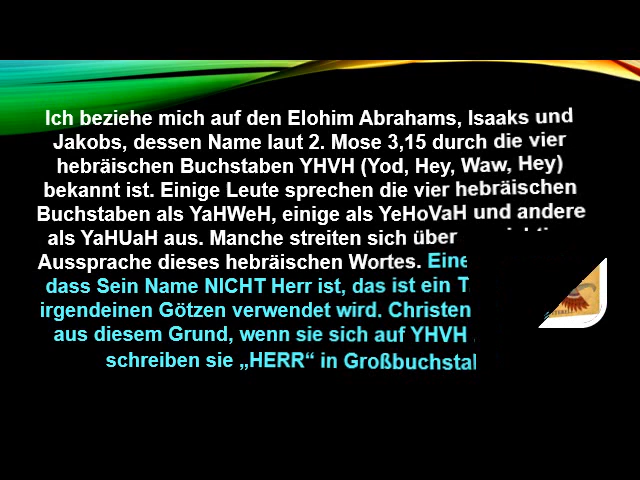 Ich beziehe mich auf den Elohim Abrahams, Isaaks und
Jakobs, dessen Name laut 2. Mose 3,15 durch die vier
hebräischen Buchstaben YHVH (Yod, Hey, Waw, Hey)
bekannt ist. Einige Leute sprechen die vier hebräischen
Buchstaben als YaHWeH, einige als YeHoVaH und andere
als YaHUaH aus. Manche streiten sich über
Aussprache dieses hebräischen Wortes.
dass Sein Name NICHT Herr ist, das ist ein
irgendeinen Götzen verwendet wird. Christen
aus diesem Grund, wenn sie sich auf YHVH
schreiben sie „HERR“ in